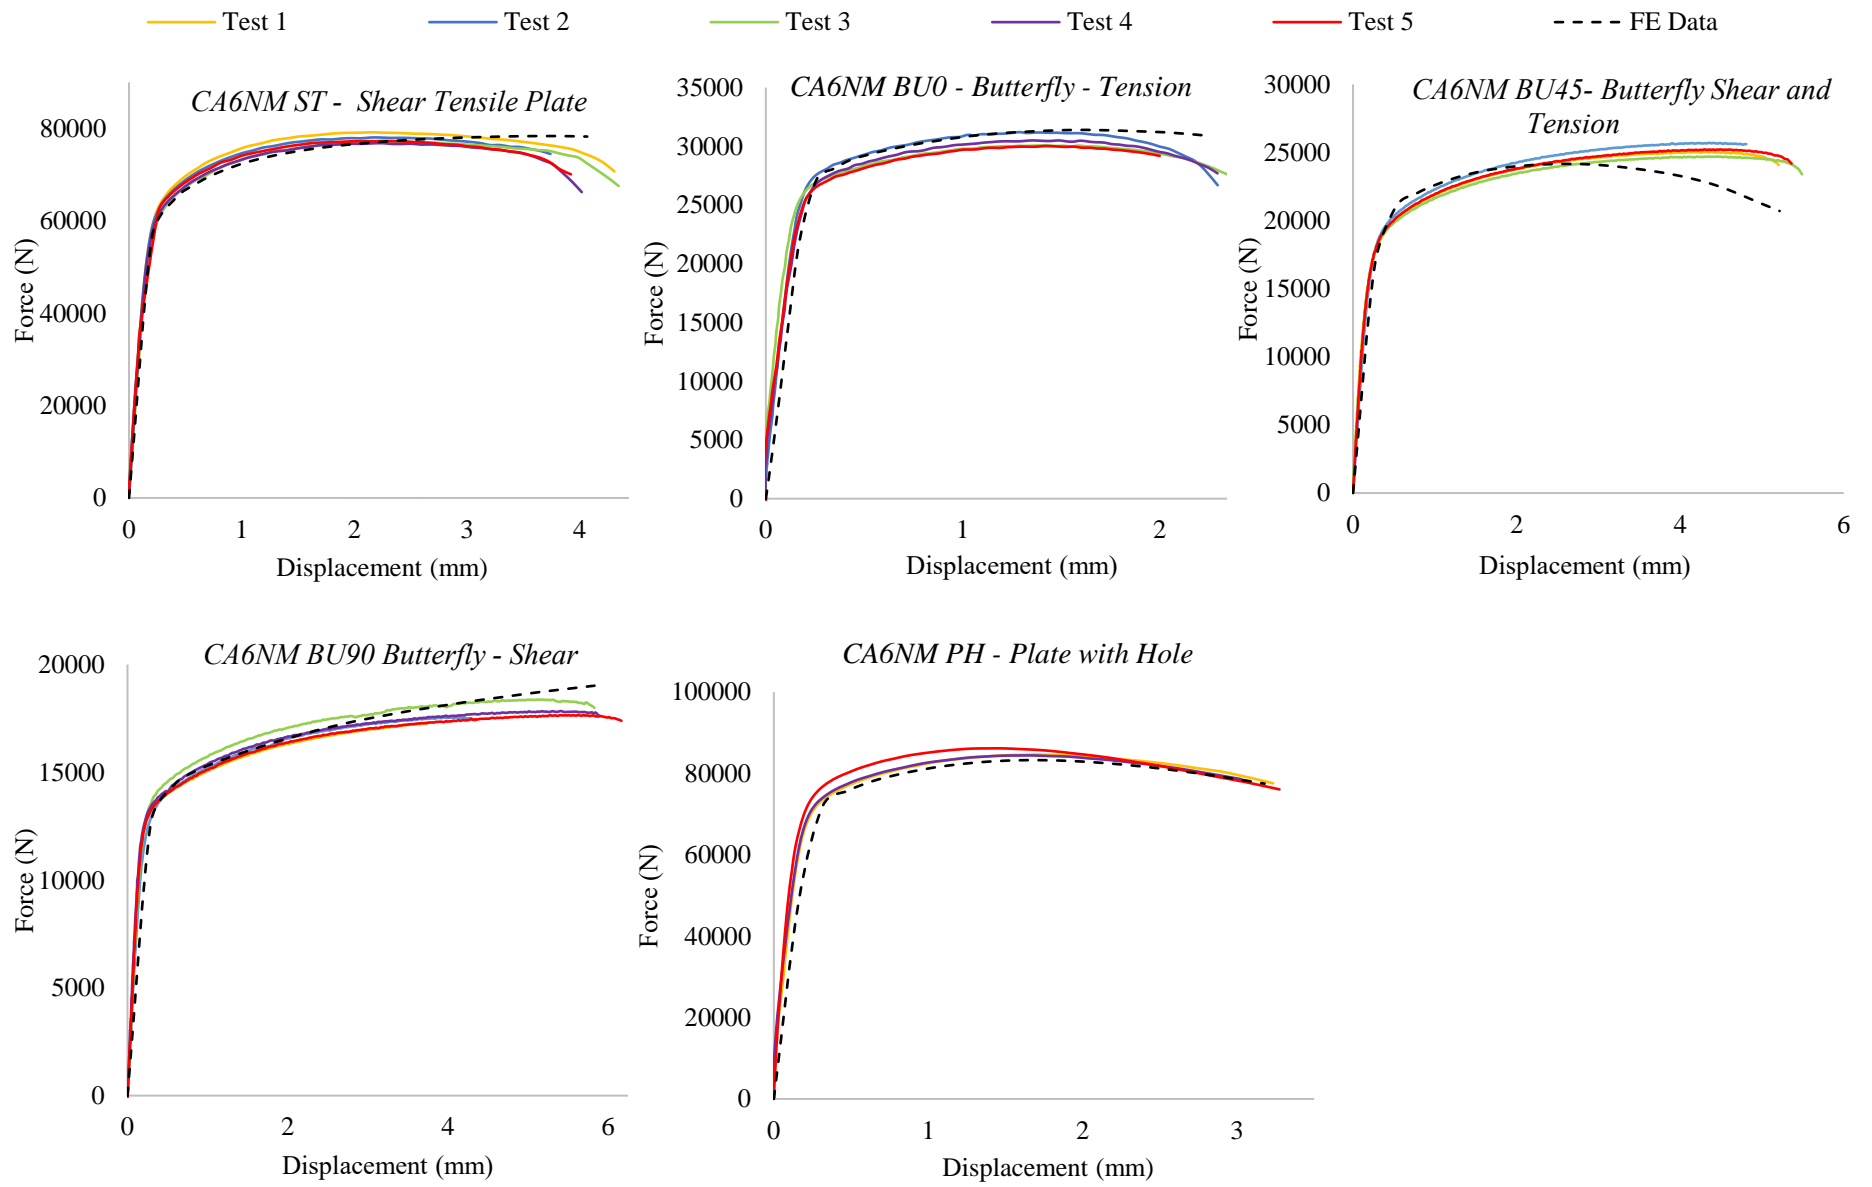 Test 1
Test 2
Test 3
Test 4
Test 5
FE Data
CA6NM ST - Shear Tensile Plate
80000
60000
40000
20000
0
0
1
2
3
4
Force (N)
Displacement (mm)
CA6NM BU0 - Butterfly - Tension
35000
30000
25000
20000
15000
10000
5000
0
0
1
2
Force (N)
Displacement (mm)
CA6NM BU45- Butterfly Shear and
Tension
30000
25000
20000
15000
10000
5000
0
0
2
4
6
Force (N)
Displacement (mm)
CA6NM BU90 Butterfly - Shear
20000
15000
10000
5000
0
0
2
4
6
Force (N)
Displacement (mm)
CA6NM PH - Plate with Hole
100000
80000
60000
40000
20000
0
0
1
2
3
Force (N)
Displacement (mm)